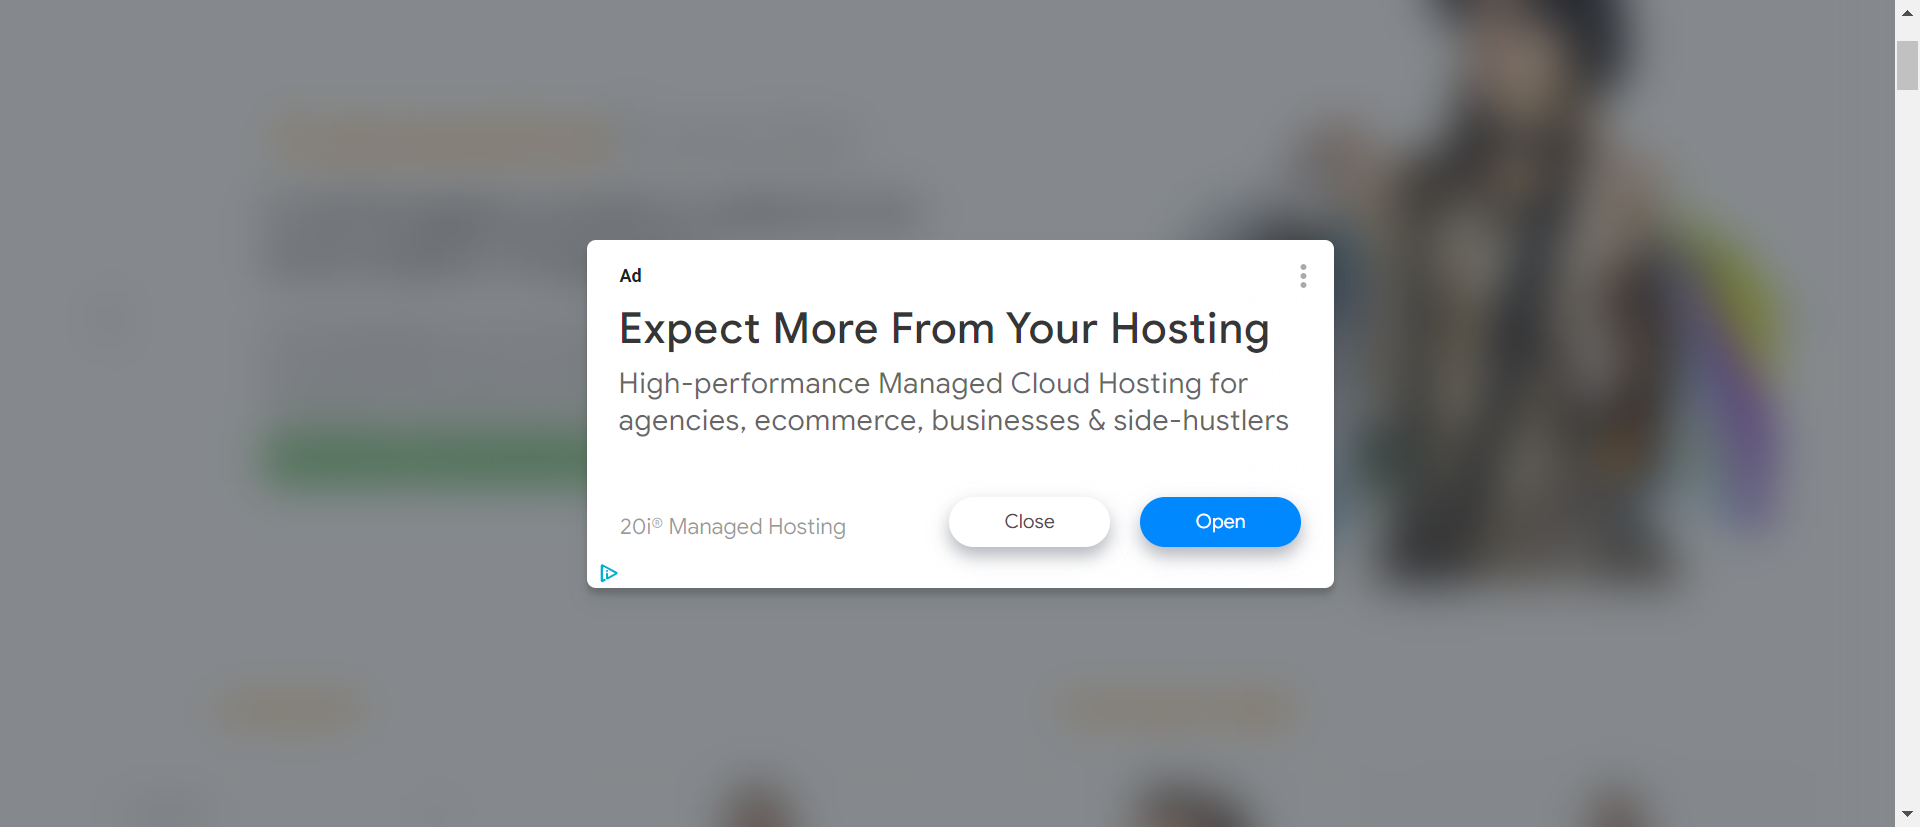 Ad
Expect More From Your Hosting
High-performance Managed Cloud Hosting for
agencies, ecommerce, businesses & side-hustlers
20i® Managed Hosting
Close
Open